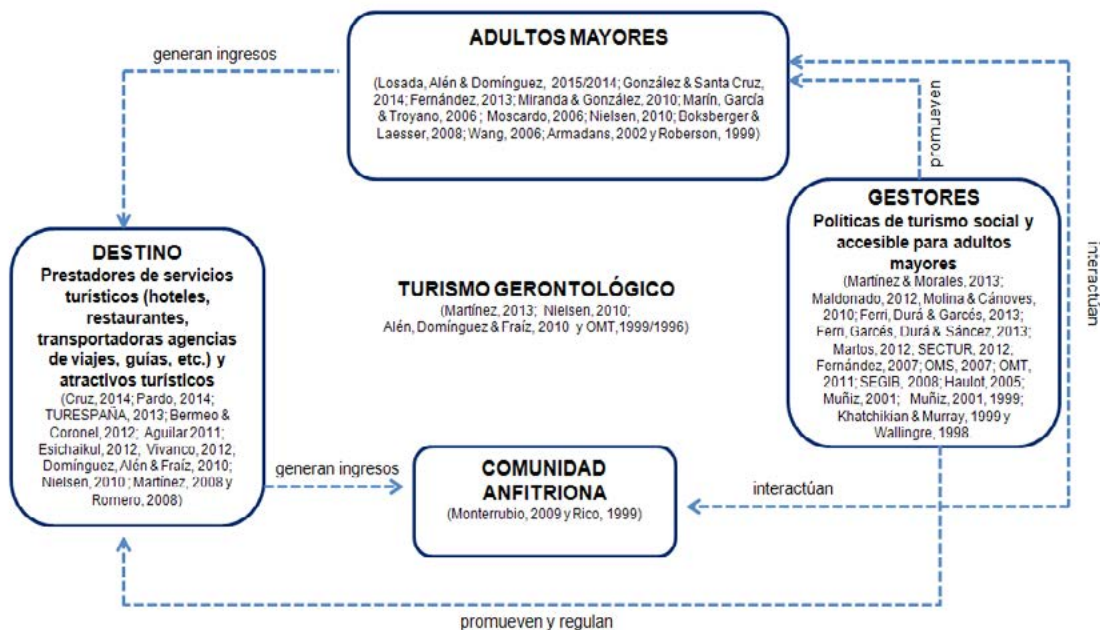 generan ingresos
ADULTOS MAYORES
(Losada, Alén & Domínguez, 2015/2014; González & Santa Cruz,
2014; Fernández, 2013; Miranda & González, 2010; Marín, García
& Troyano, 2006 ; Moscardo, 2006; Nielsen, 2010; Boksberger &
Laesser, 2008; Wang, 2006; Armadans, 2002 y Roberson, 1999)
promueven
GESTORES
Políticas de turismo social y
accesible para adultos
mayores
(Martínez & Morales, 2013;
Maldonado, 2012, Molina & Cánoves,
2010; Ferri, Durá & Garcés, 2013;
Ferri, Garcés, Durá & Sáncez, 2013;
Martos, 2012, SECTUR, 2012,
Fernández, 2007; OMS, 2007; OMT,
2011; SEGIB, 2008; Haulot, 2005;
Muñiz, 2001; Muñiz, 2001, 1999;
Khatchikian & Murray, 1999 y
Wallingre, 1998.
interactúan
DESTINO
Prestadores de servicios
turísticos (hoteles,
restaurantes,
transportadoras agencias
de viajes, guías, etc.) y
atractivos turísticos
(Cruz, 2014; Pardo, 2014;
TURESPAÑA, 2013; Bermeo &
Coronel, 2012; Aguilar 2011;
Esichaikul, 2012, Vivanco, 2012,
Domínguez, Alén & Fraíz, 2010;
Nielsen, 2010; Martínez, 2008 y
Romero, 2008)
TURISMO GERONTOLÓGICO
(Martínez, 2013; Nielsen, 2010;
Alén, Domínguez & Fraíz, 2010 y OMT,1999/1996)
generan ingresos
COMUNIDAD
ANFITRIONA
(Monterrubio, 2009 y Rico, 1999)
interactúan
promueven y regulan